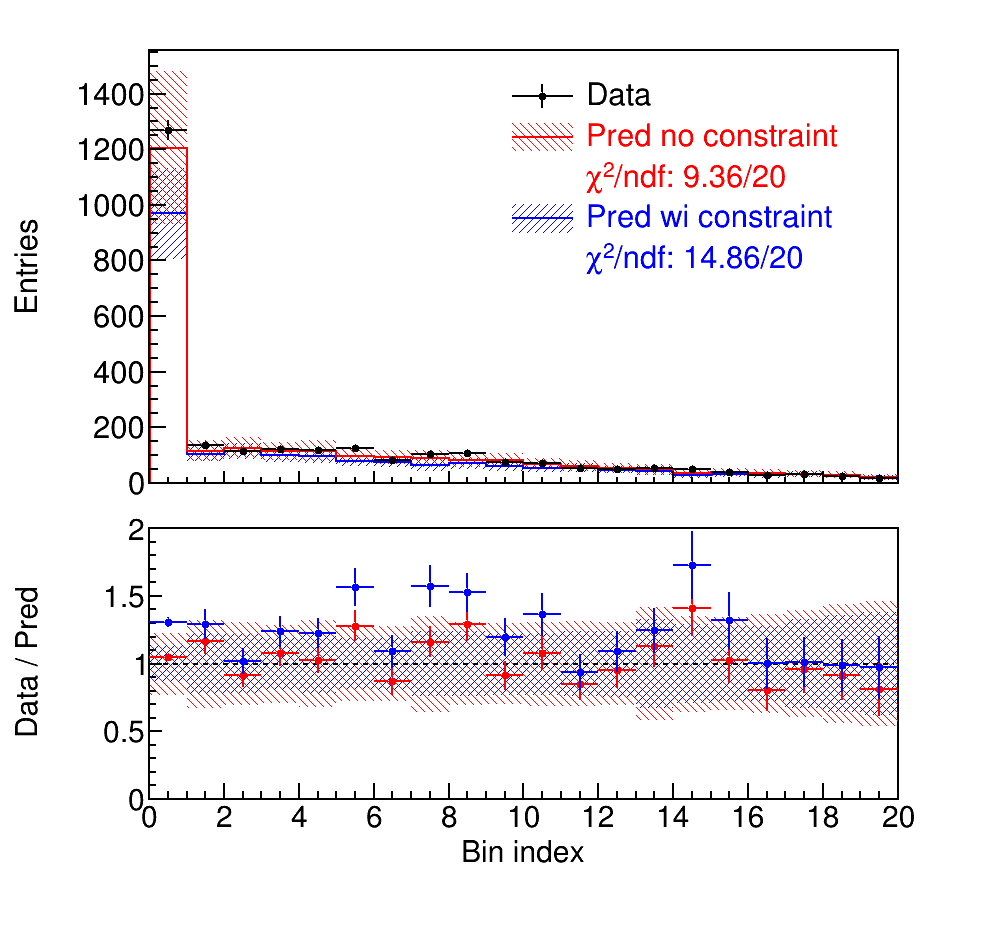 Entries
1400
1200
1000
800
600
400
200
0
Data
Pred no constraint
χ²/ndf: 9.36/20
Pred wi constraint
χ²/ndf: 14.86/20
Data / Pred
2
1.5
1
0.5
0
0 2 4 6 8 10 12 14 16 18 20
Bin index